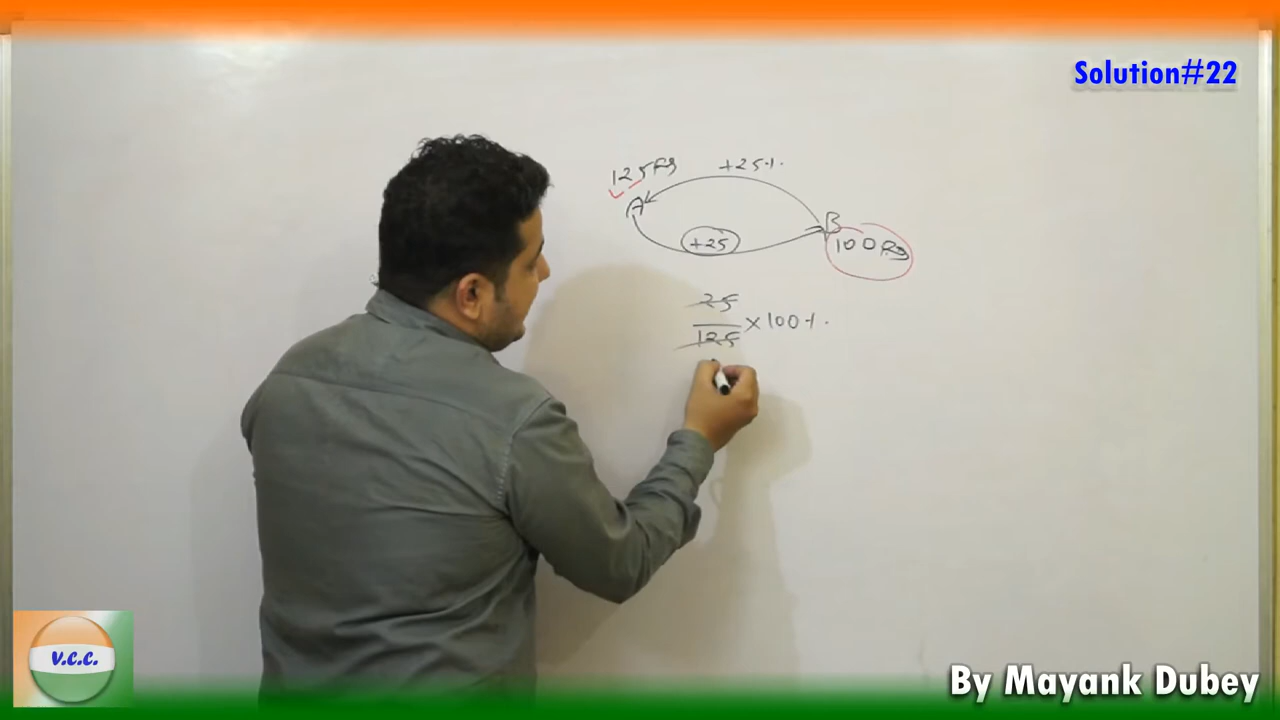 Solution#22
125Rs +25%.
A B
+25 100Rs
25
125 ×100%.
V.C.C.
By Mayank Dubey